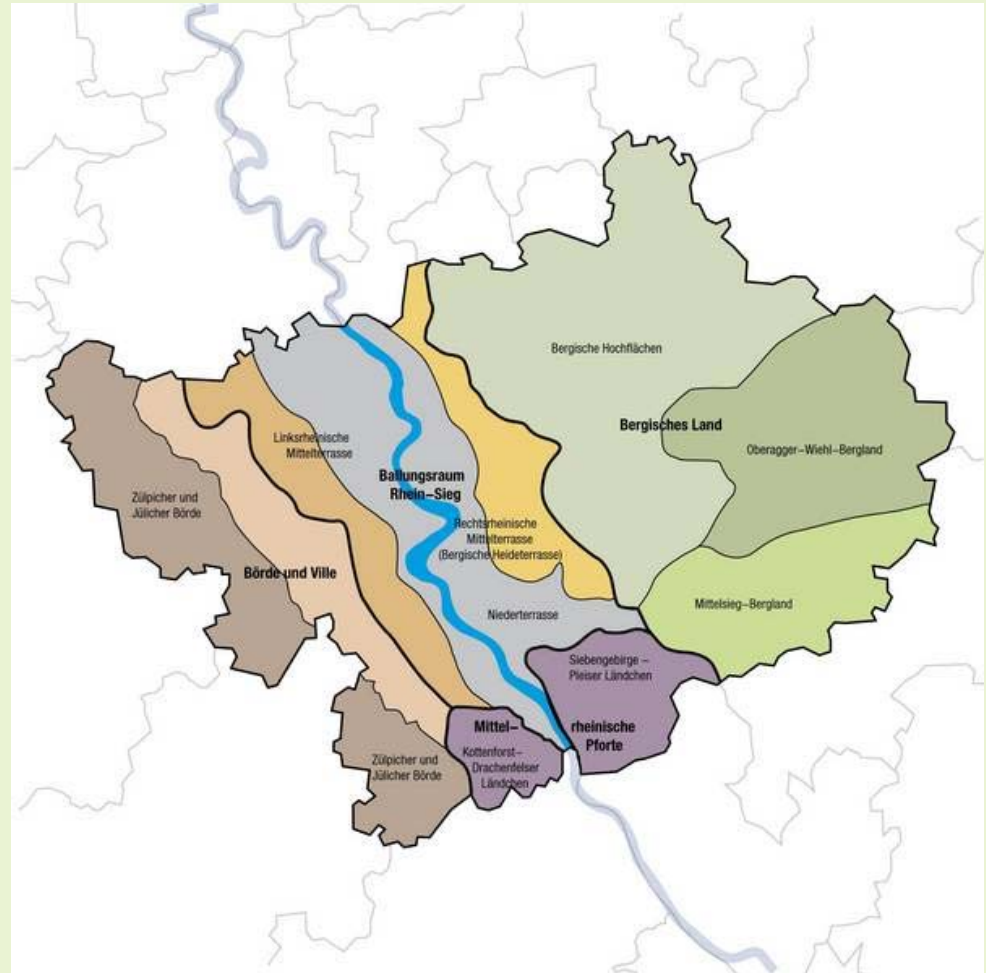 Bergische Hochflächen
Bergisches Land
Oberagger–Wiehl–Bergland
Linksrheinische
Mittelterrasse
Ballungsraum
Rhein–Sieg
Zülpicher und
Jülicher Börde
Rechtsrheinische
Mittelterrasse
(Bergische Heideterrasse)
Börde und Ville
Niederterrasse
Mittelsieg–Bergland
Siebengebirge –
Pleiser Ländchen
Mittel–
rheinische
Pforte
Kottenforst–
Drachenfelser
Ländchen
Zülpicher und
Jülicher Börde